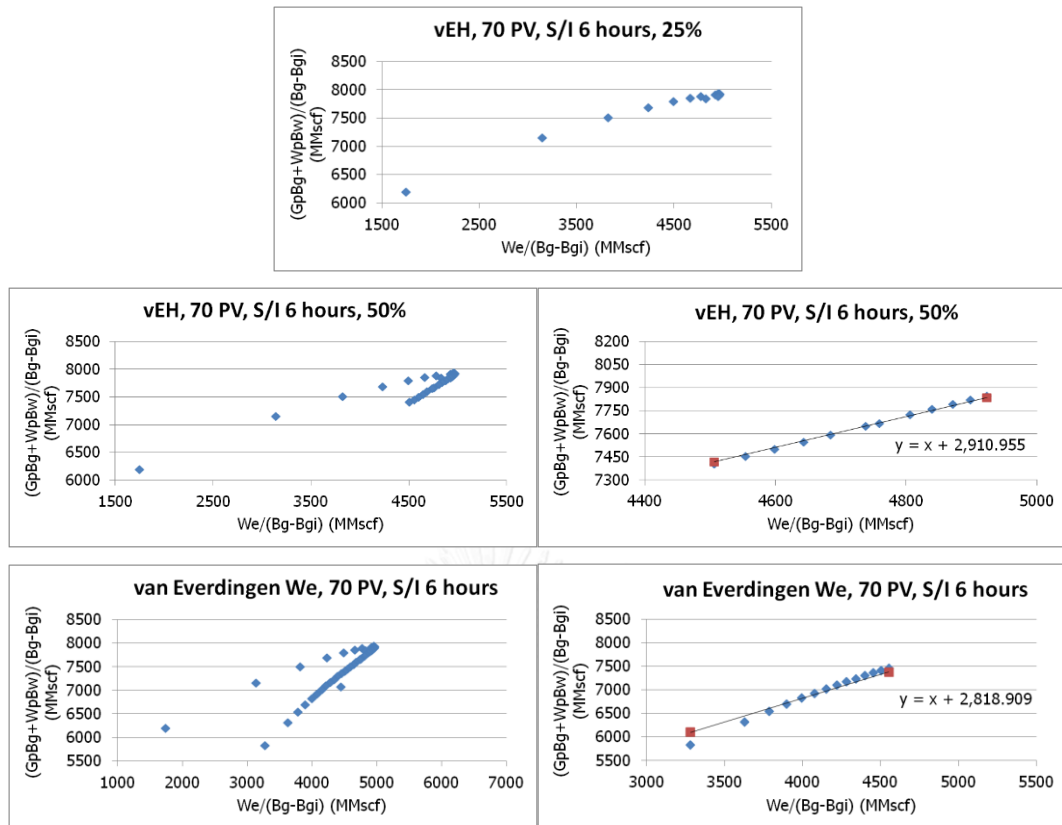 vEH, 70 PV, S/I 6 hours, 25%
(GpBg+WpBw)/(Bg-Bgi)
(MMscf)
8500
8000
7500
7000
6500
6000
1500 2500 3500 4500 5500
We/(Bg-Bgi) (MMscf)
vEH, 70 PV, S/I 6 hours, 50%
(GpBg+WpBw)/(Bg-Bgi)
(MMscf)
8500
8000
7500
7000
6500
6000
1500 2500 3500 4500 5500
We/(Bg-Bgi) (MMscf)
vEH, 70 PV, S/I 6 hours, 50%
(GpBg+WpBw)/(Bg-Bgi)
(MMscf)
8200
8050
7900
7750
7600
7450
7300
y = x + 2,910.955
4400 4600 4800 5000
We/(Bg-Bgi) (MMscf)
van Everdingen We, 70 PV, S/I 6 hours
(GpBg+WpBw)/(Bg-Bgi)
(MMscf)
8500
8000
7500
7000
6500
6000
5500
1000 2000 3000 4000 5000 6000 7000
We/(Bg-Bgi) (MMscf)
van Everdingen We, 70 PV, S/I 6 hours
(GpBg+WpBw)/(Bg-Bgi)
(MMscf)
8500
8000
7500
7000
6500
6000
5500
y = x + 2,818.909
3000 3500 4000 4500 5000 5500
We/(Bg-Bgi) (MMscf)